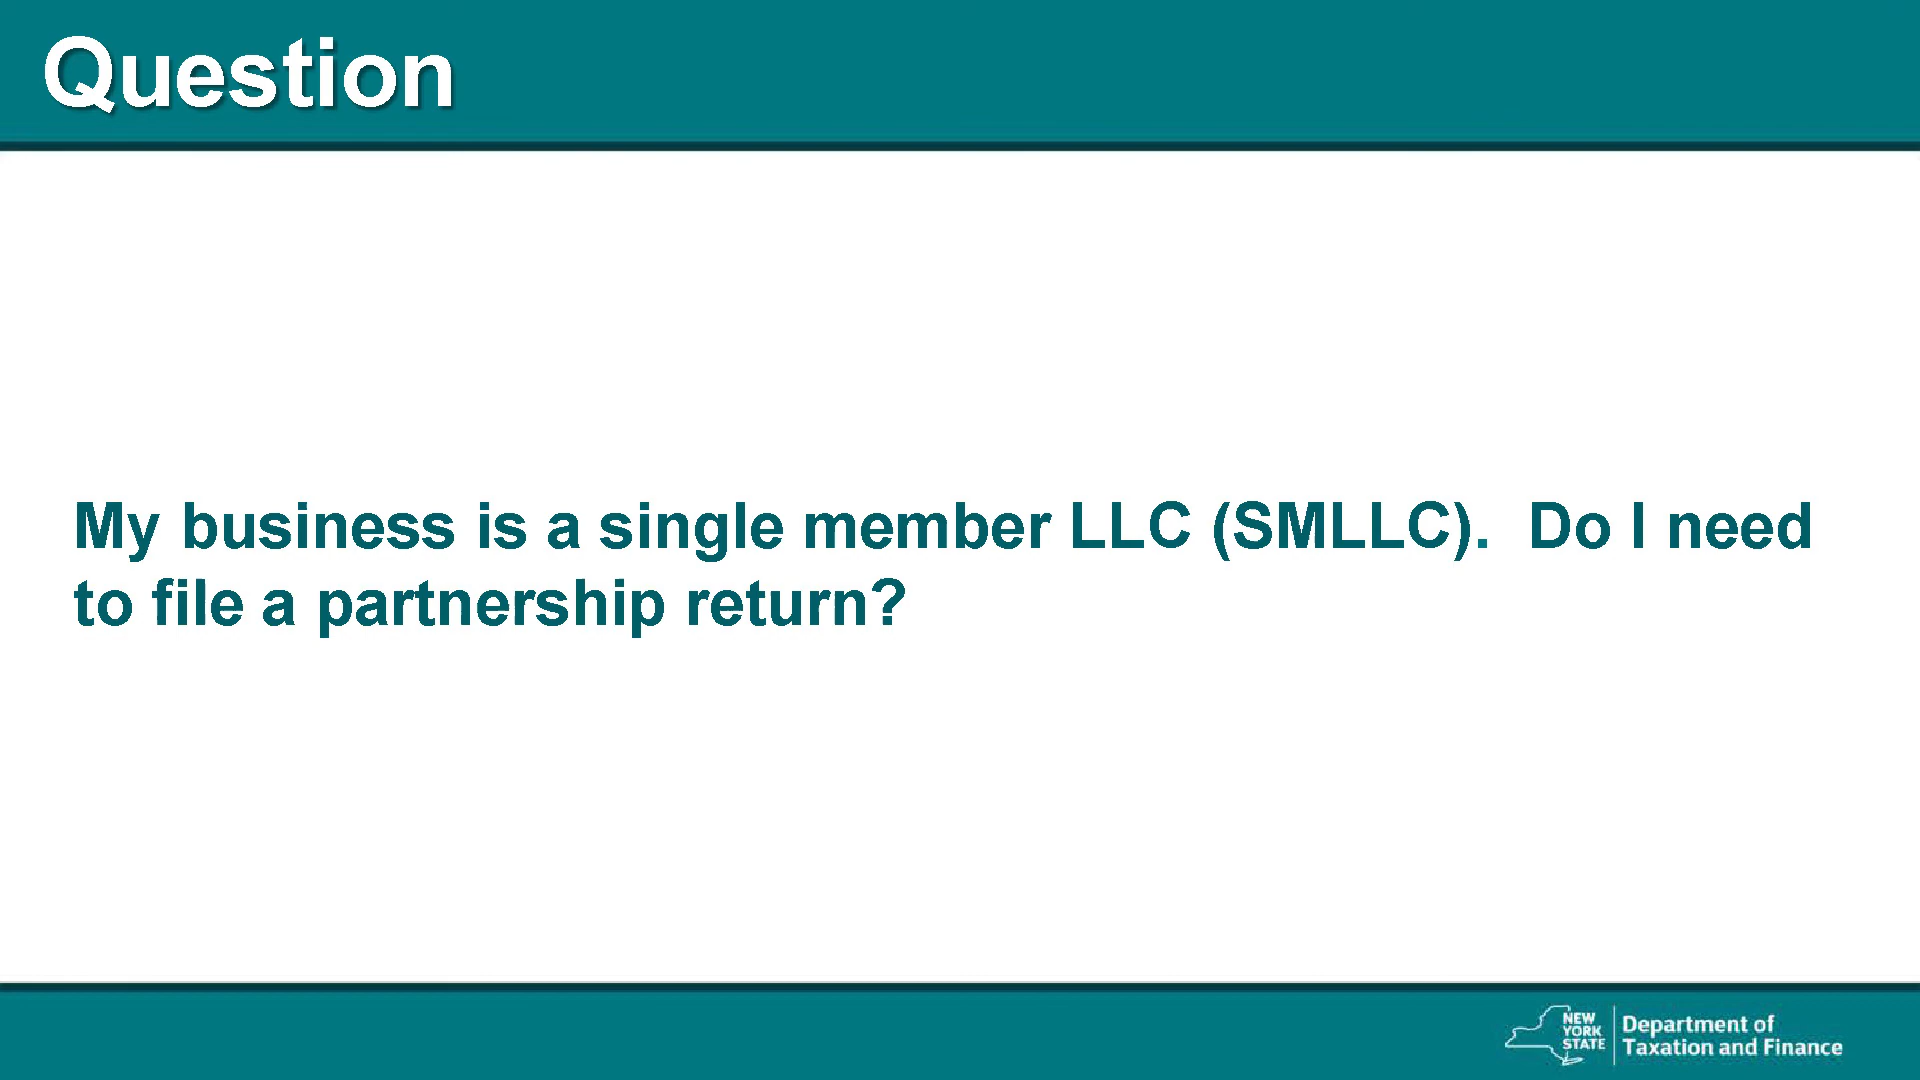 Question
My business is a single member LLC (SMLLC).  Do I need
to file a partnership return?
NEW
YORK
STATE
Department of
Taxation and Finance